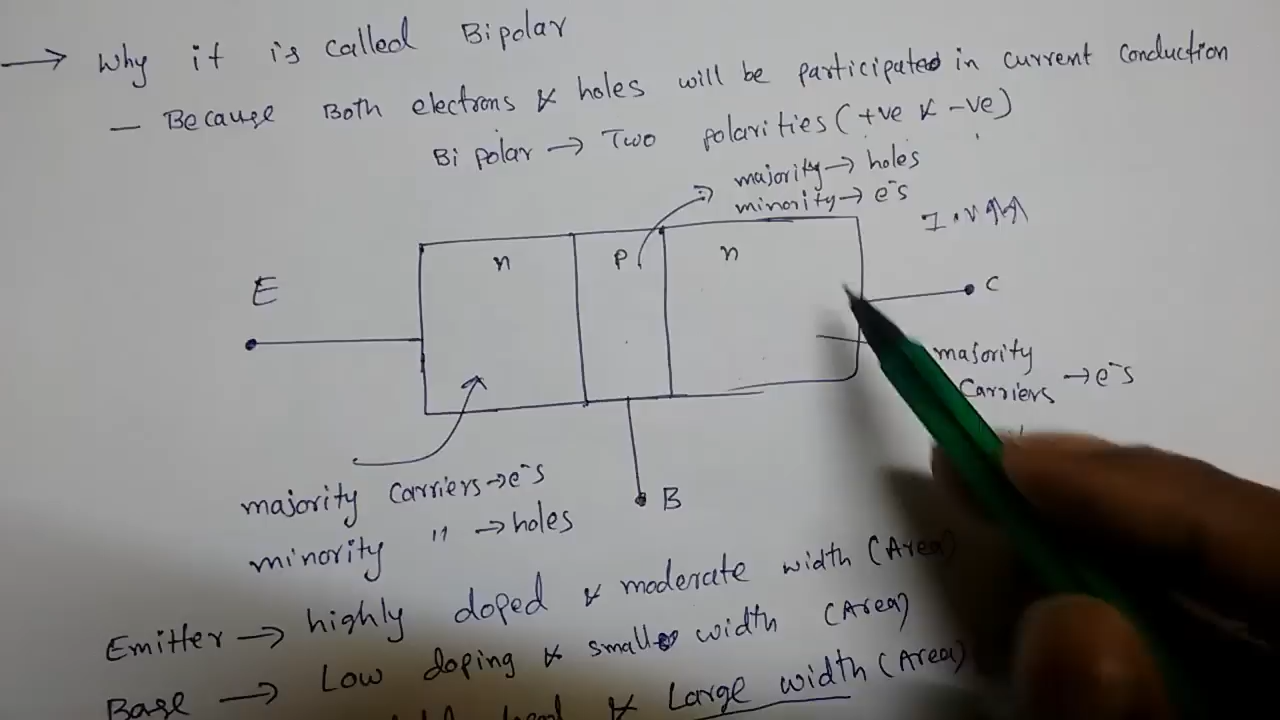 → Why it is called Bipolar
— Because Both electrons & holes will be participated in current conduction
Bi polar → Two polarities (+ve & -ve)
majority → holes
minority → e⁻s
n
P
n
E
C
majority
Carriers → e⁻s
B
majority Carriers → e⁻s
minority " → holes
Emitter → highly doped & moderate width (Area)
Base → Low doping & small width (Area)
& Large width (Area)